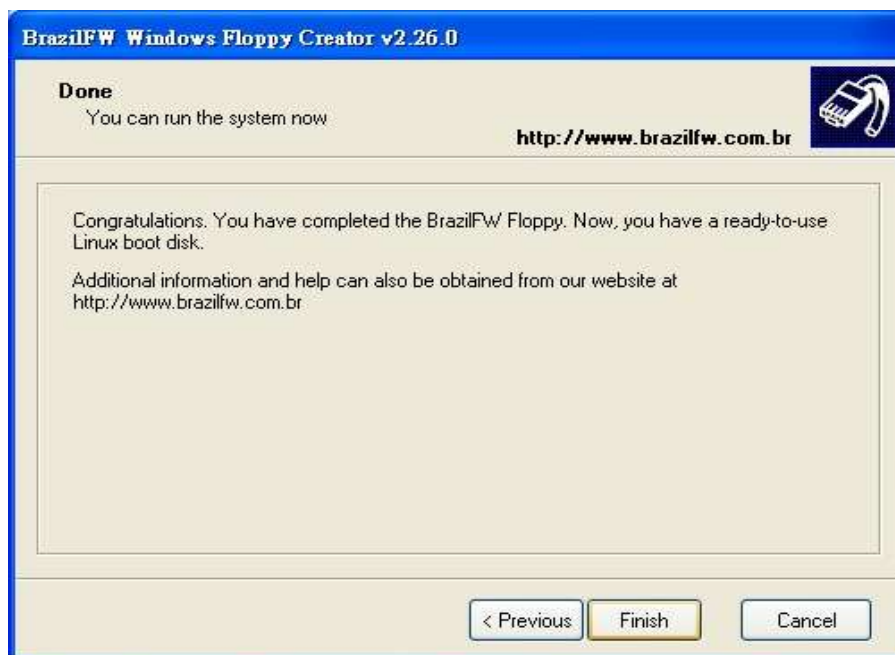 BrazilFW Windows Floppy Creator v2.26.0
Done
You can run the system now
http://www.brazilfw.com.br
Congratulations. You have completed the BrazilFW Floppy. Now, you have a ready-to-use
Linux boot disk.
Additional information and help can also be obtained from our website at
http://www.brazilfw.com.br
< Previous
Finish
Cancel